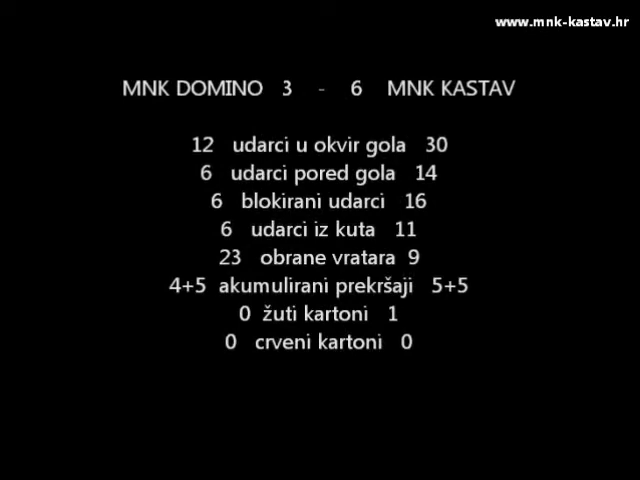 www.mnk-kastav.hr
MNK DOMINO 3 - 6 MNK KASTAV
12 udarci u okvir gola 30
6 udarci pored gola 14
6 blokirani udarci 16
6 udarci iz kuta 11
23 obrane vratara 9
4+5 akumulirani prekršaji 5+5
0 žuti kartoni 1
0 crveni kartoni 0